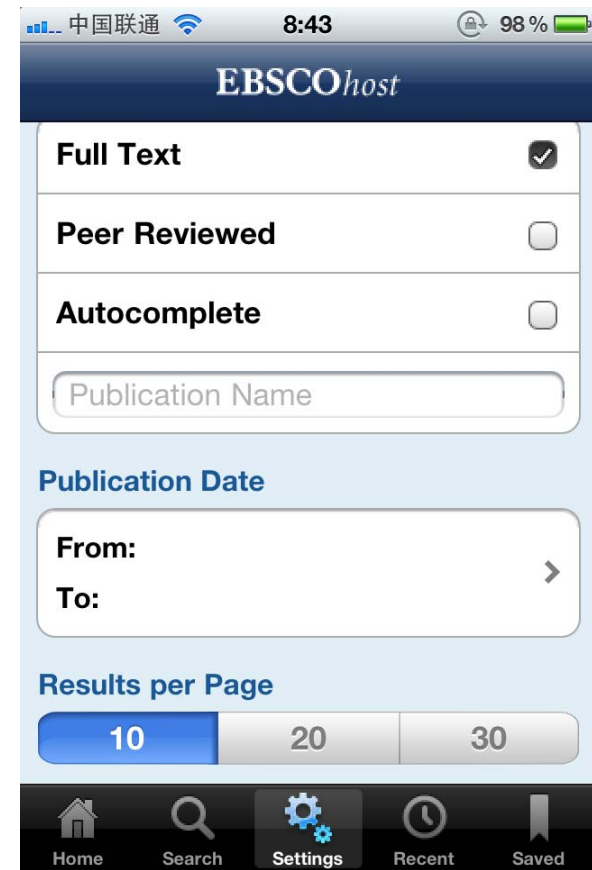 中国联通 8:43 98%
EBSCOhost
Full Text
Peer Reviewed
Autocomplete
Publication Name
Publication Date
From:
To:
Results per Page
10 20 30
Home Search Settings Recent Saved